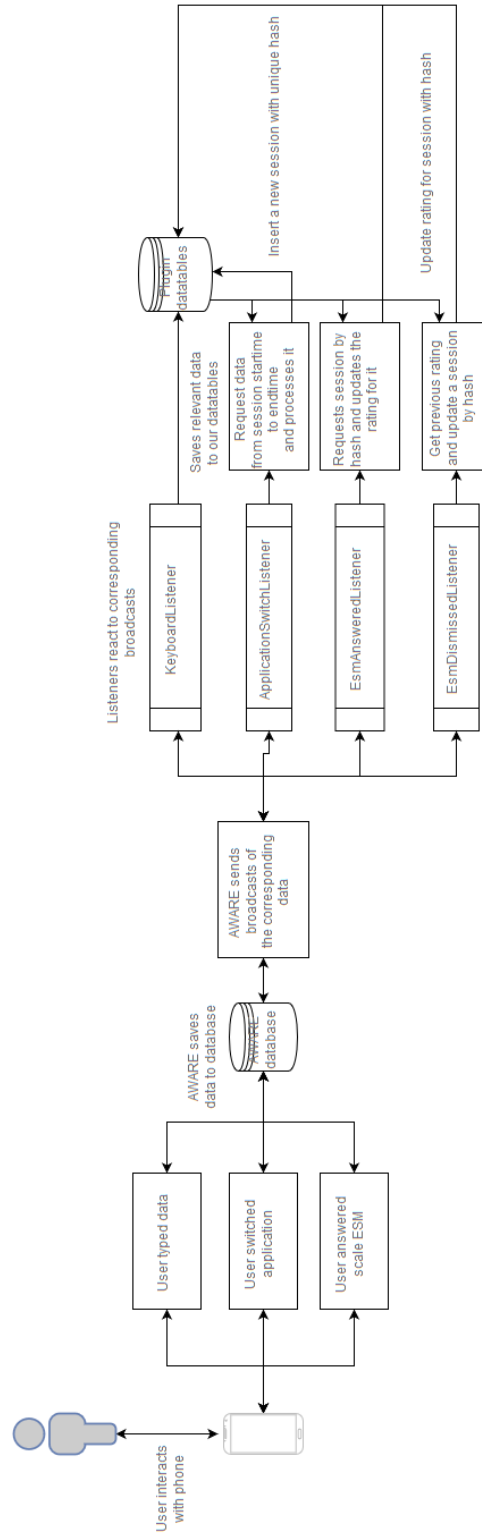 User interacts
with phone
User typed data
User switched
application
User answered
scale ESM
AWARE saves
data to database
AWARE
database
AWARE sends
broadcasts of
the corresponding
data
Listeners react to corresponding
broadcasts
KeyboardListener
ApplicationSwitchListener
EsmAnsweredListener
EsmDismissedListener
Saves relevant data
to our datatables
Request data
from session startime
to endtime
and processes it
Requests session by
hash and updates the
rating for it
Get previous rating
and update a session
by hash
Plugin
datatables
Insert a new session with unique hash
Update rating for session with hash